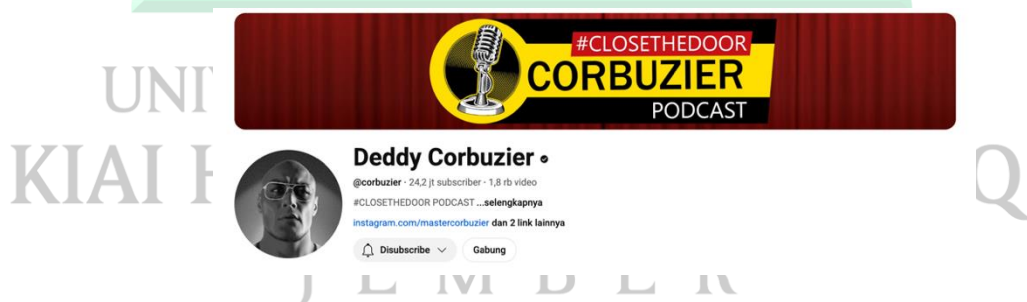 #CLOSETHEDOOR
CORBUZIER
PODCAST
UNI
KIAI H
Q
Deddy Corbuzier
@corbuzier · 24,2 jt subscriber · 1,8 rb video
#CLOSETHEDOOR PODCAST ...selengkapnya
instagram.com/mastercorbuzier dan 2 link lainnya
Disubscribe
Gabung
J E M B E R